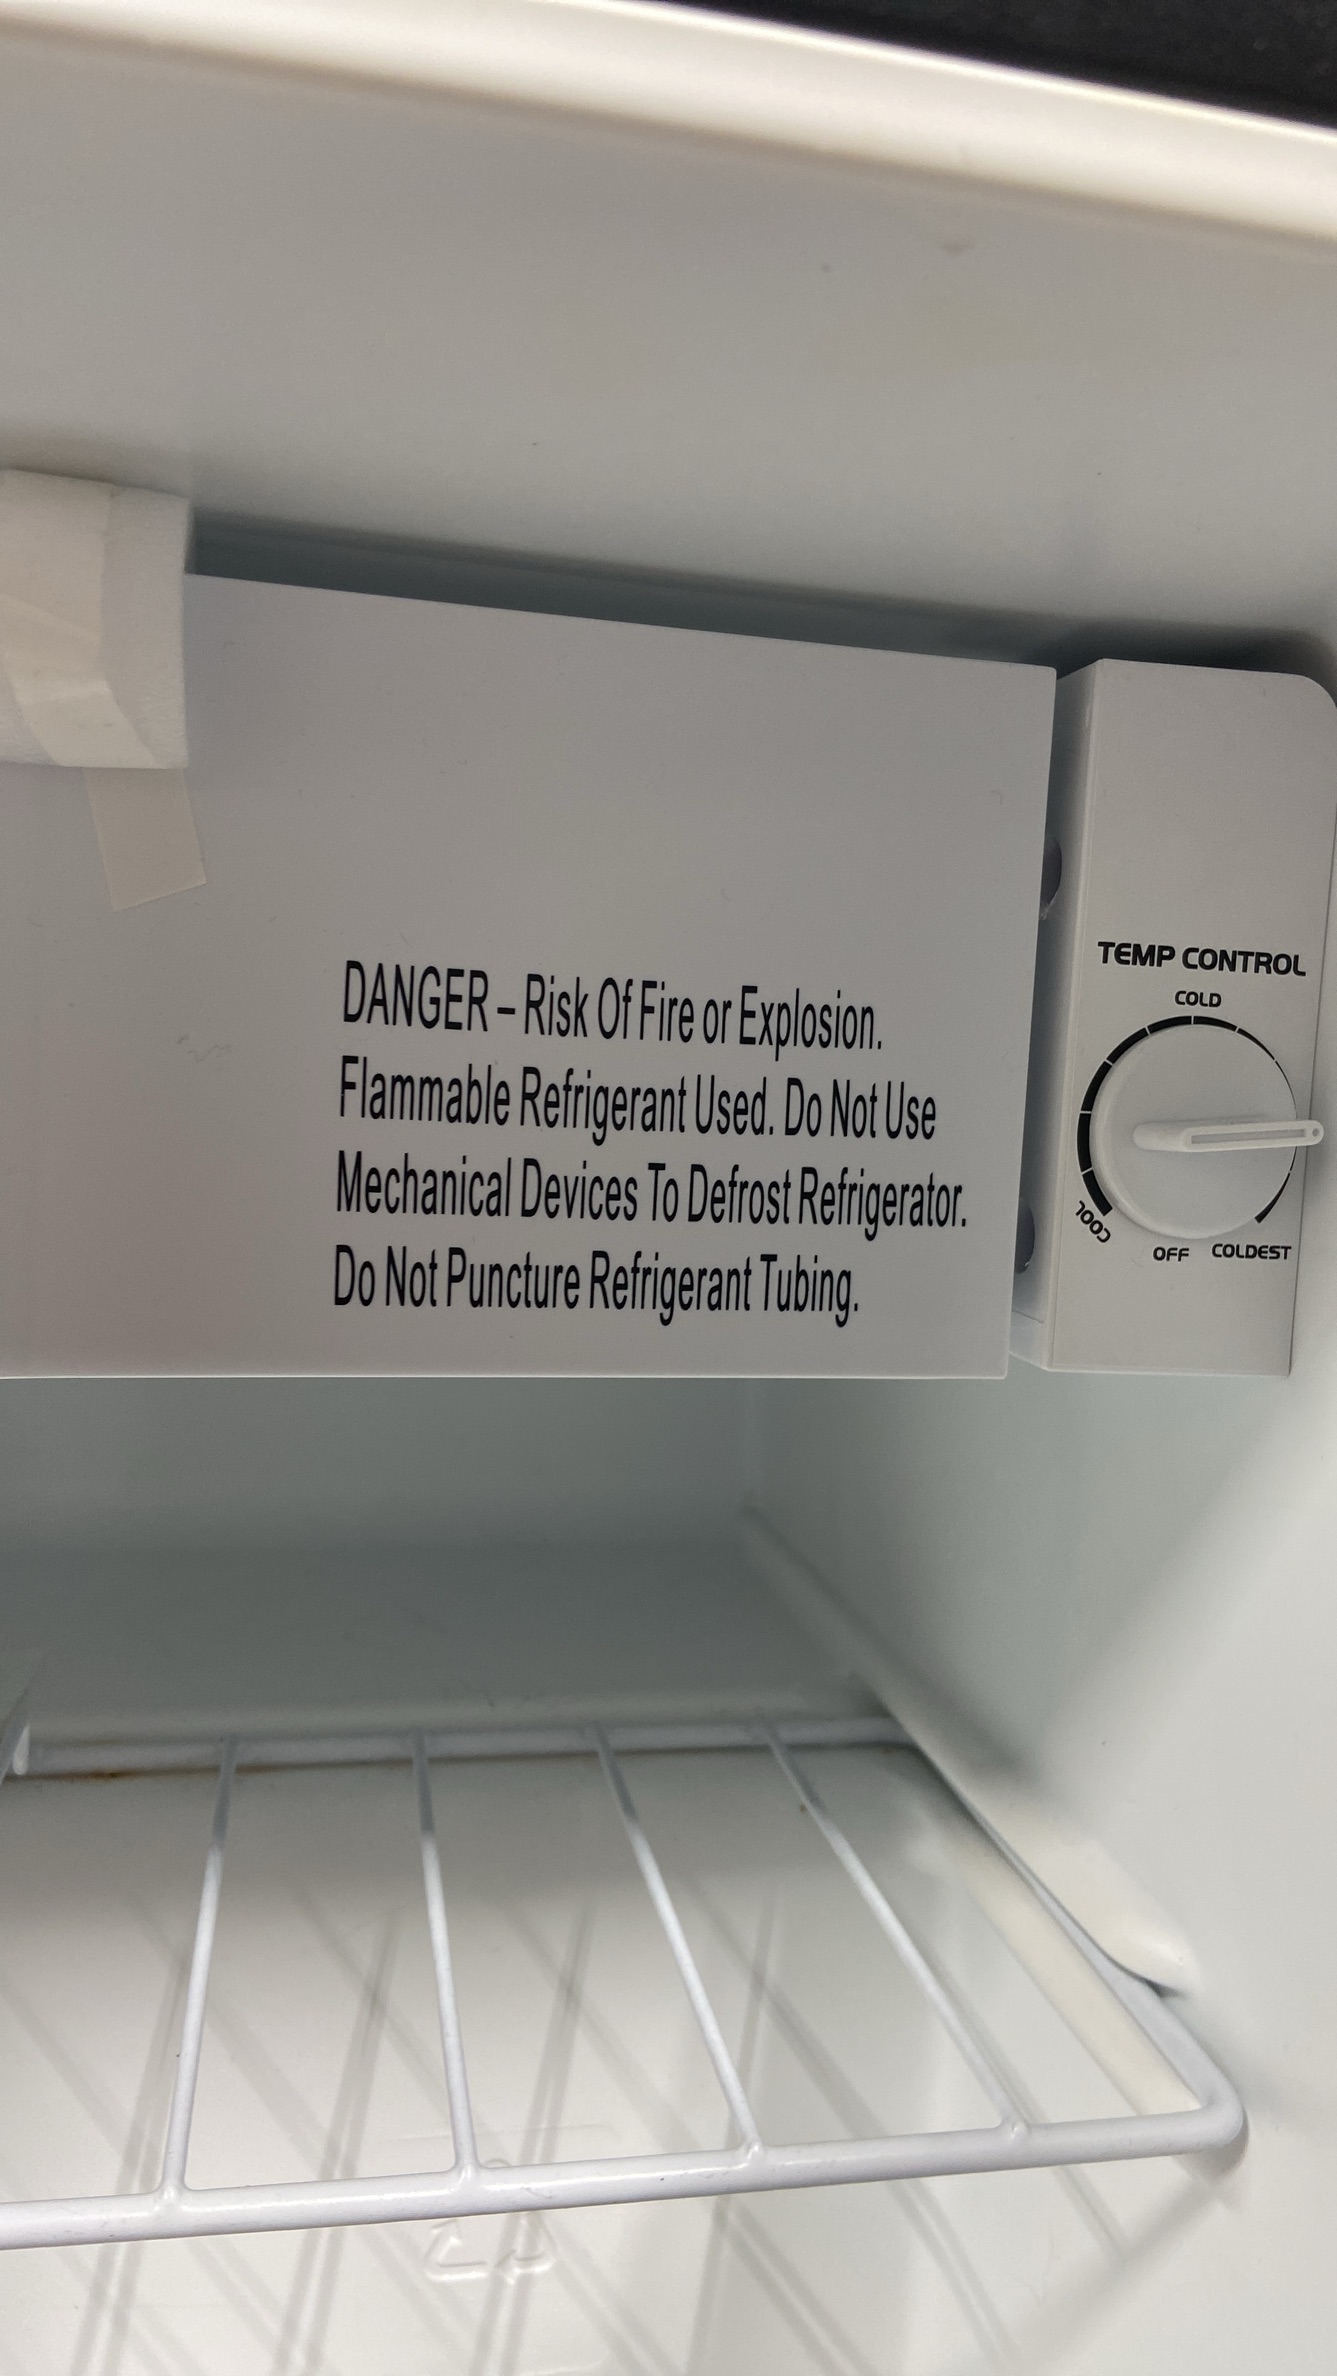 DANGER – Risk Of Fire or Explosion.
Flammable Refrigerant Used. Do Not Use
Mechanical Devices To Defrost Refrigerator.
Do Not Puncture Refrigerant Tubing.
TEMP CONTROL
COLD
COOL
OFF
COLDEST